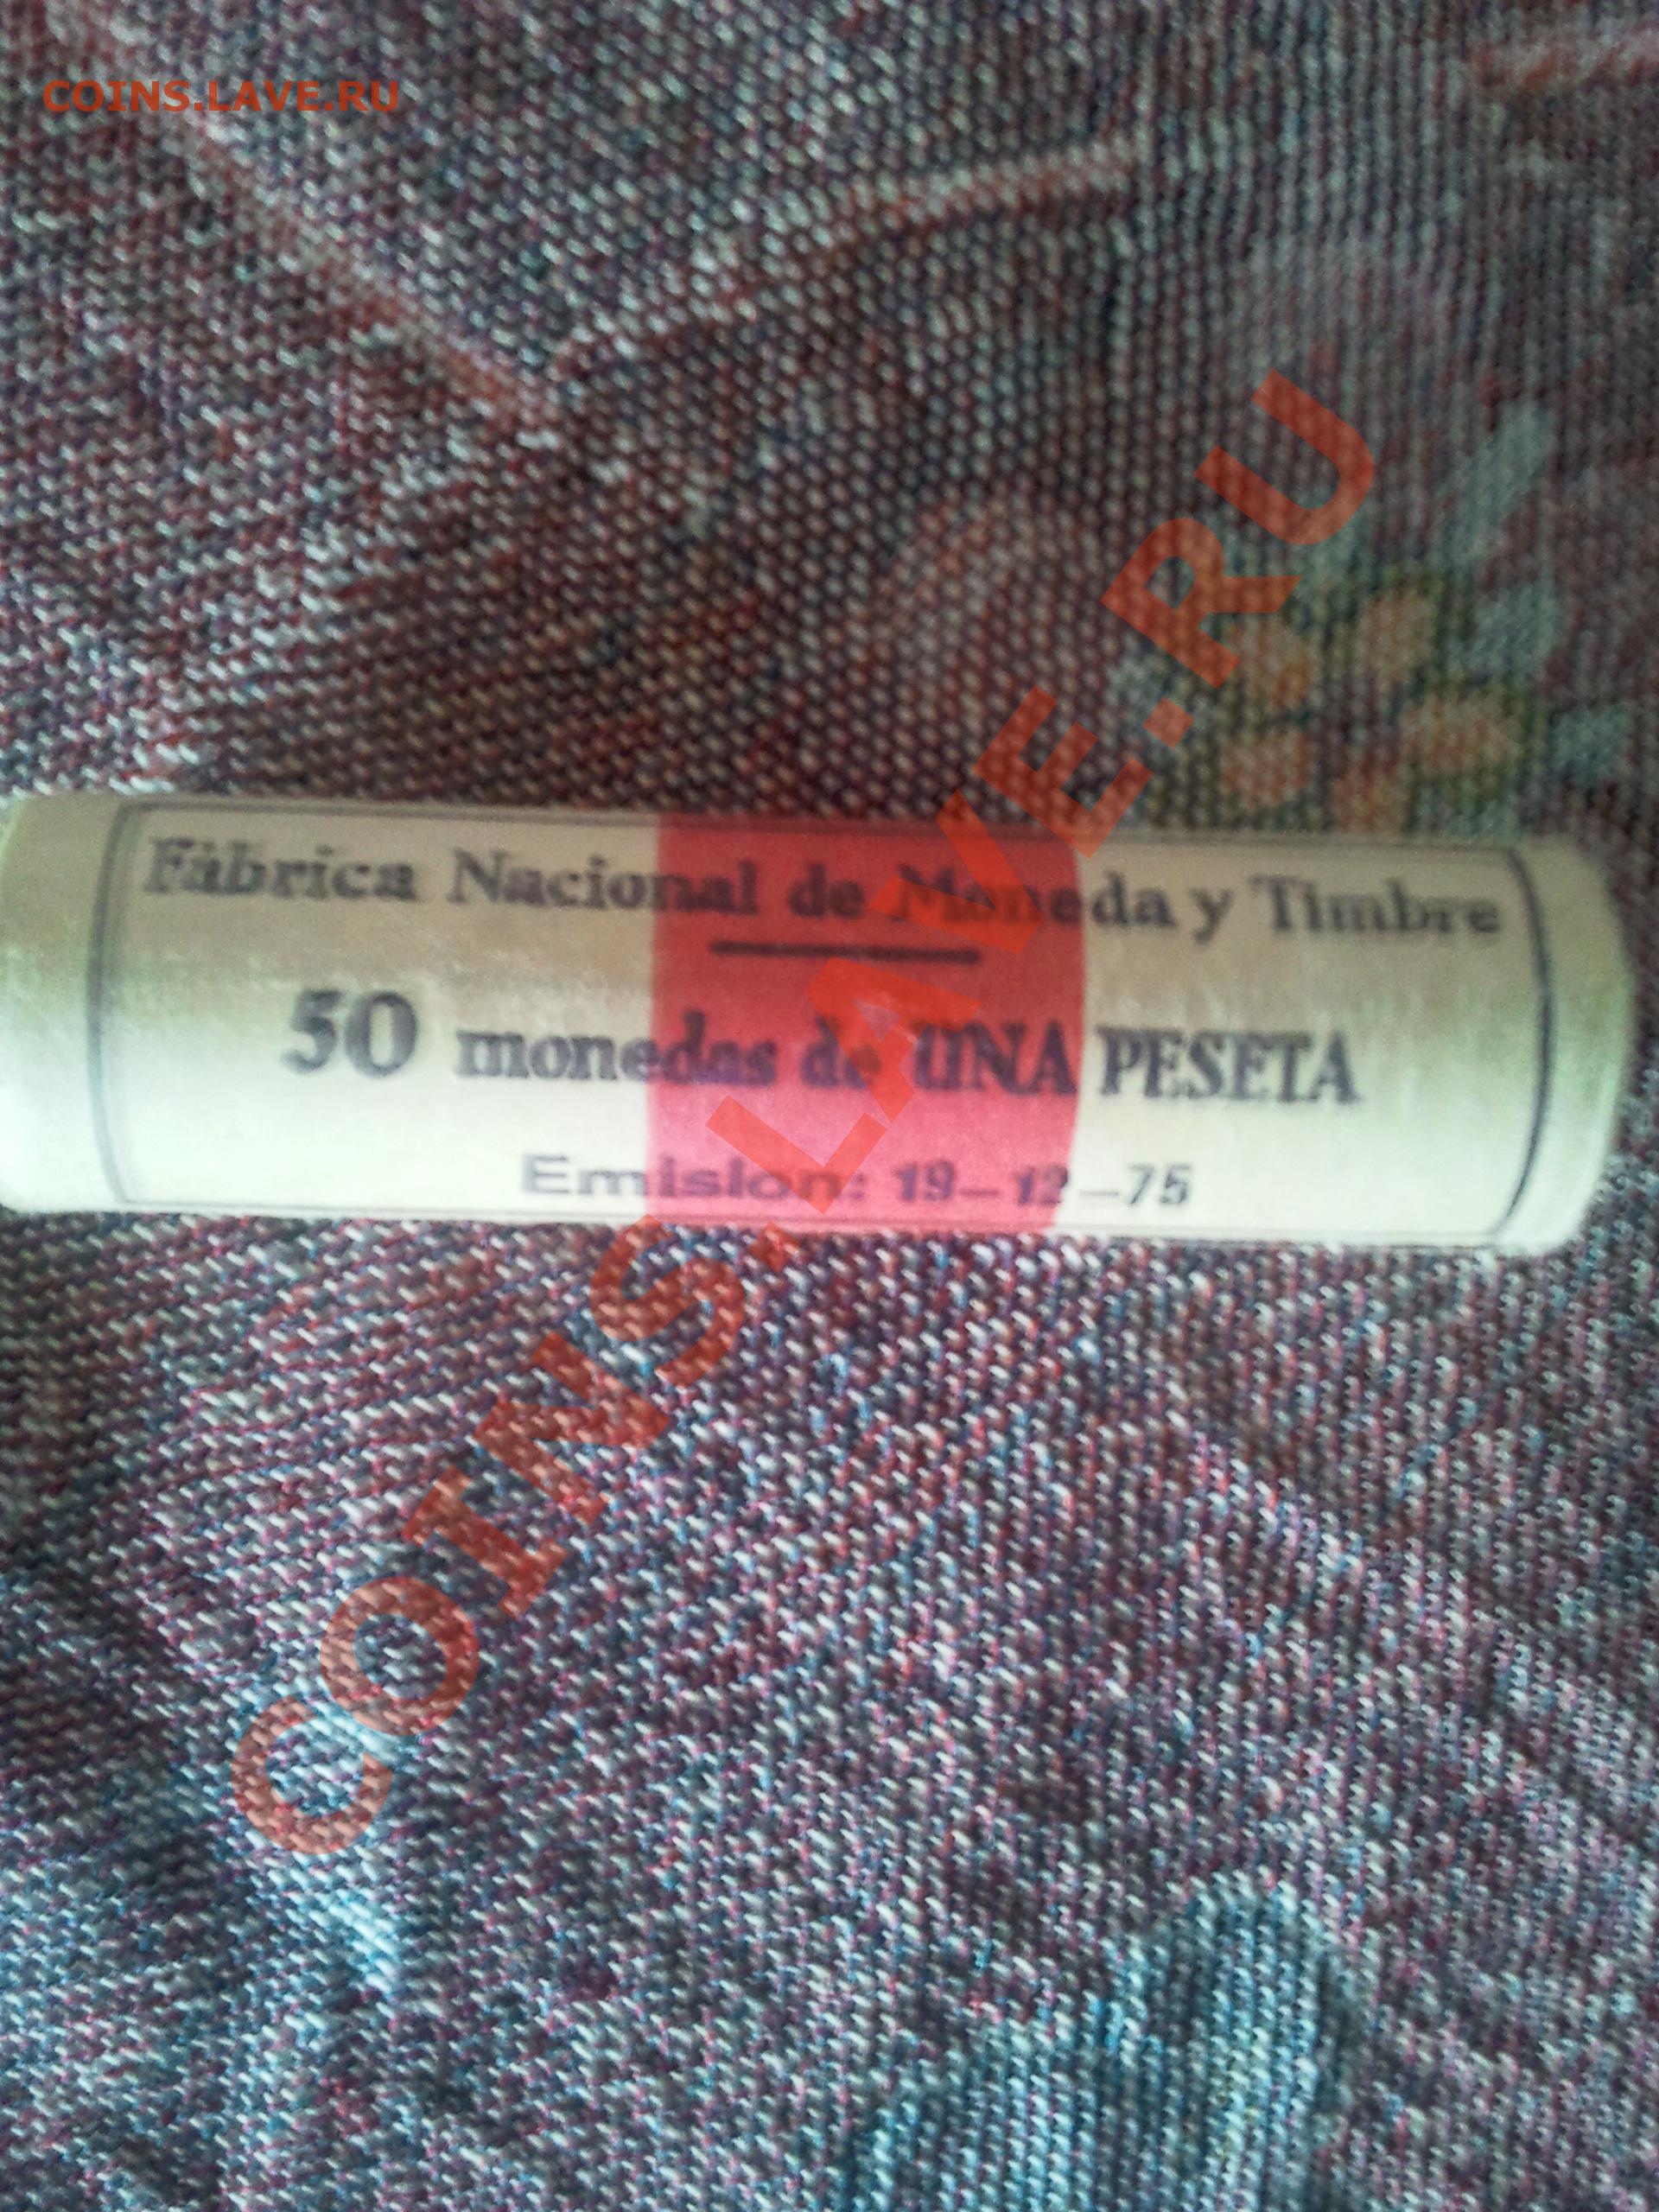 COINS.LAVE.RU
Fàbrica Nacional de Moneda y Timbre
50 monedas de UNA PESETA
Emision: 19-12-75
COINS.LAVE.RU